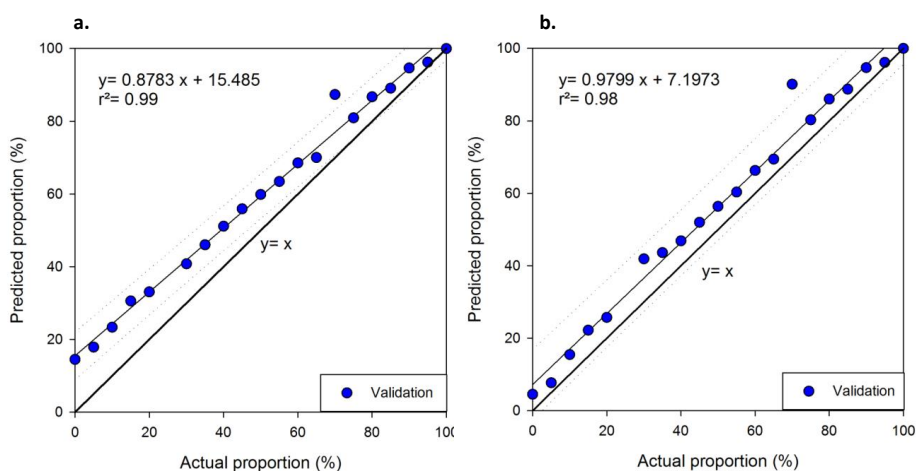 a.
y= 0.8783 x + 15.485
r²= 0.99
100
80
60
40
20
0
Predicted proportion (%)
y= x
Validation
0 20 40 60 80 100
Actual proportion (%)
b.
y= 0.9799 x + 7.1973
r²= 0.98
100
80
60
40
20
0
Predicted proportion (%)
y= x
Validation
0 20 40 60 80 100
Actual proportion (%)